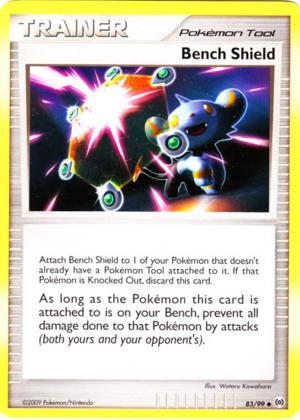 TRAINER
Pokémon Tool
Bench Shield
Attach Bench Shield to 1 of your Pokémon that doesn't
already have a Pokémon Tool attached to it. If that
Pokémon is Knocked Out, discard this card.
As long as the Pokémon this card is
attached to is on your Bench, prevent all
damage done to that Pokémon by attacks
(both yours and your opponent's).
Illus. Wataru Kawahara
©2009 Pokémon/Nintendo
83/99